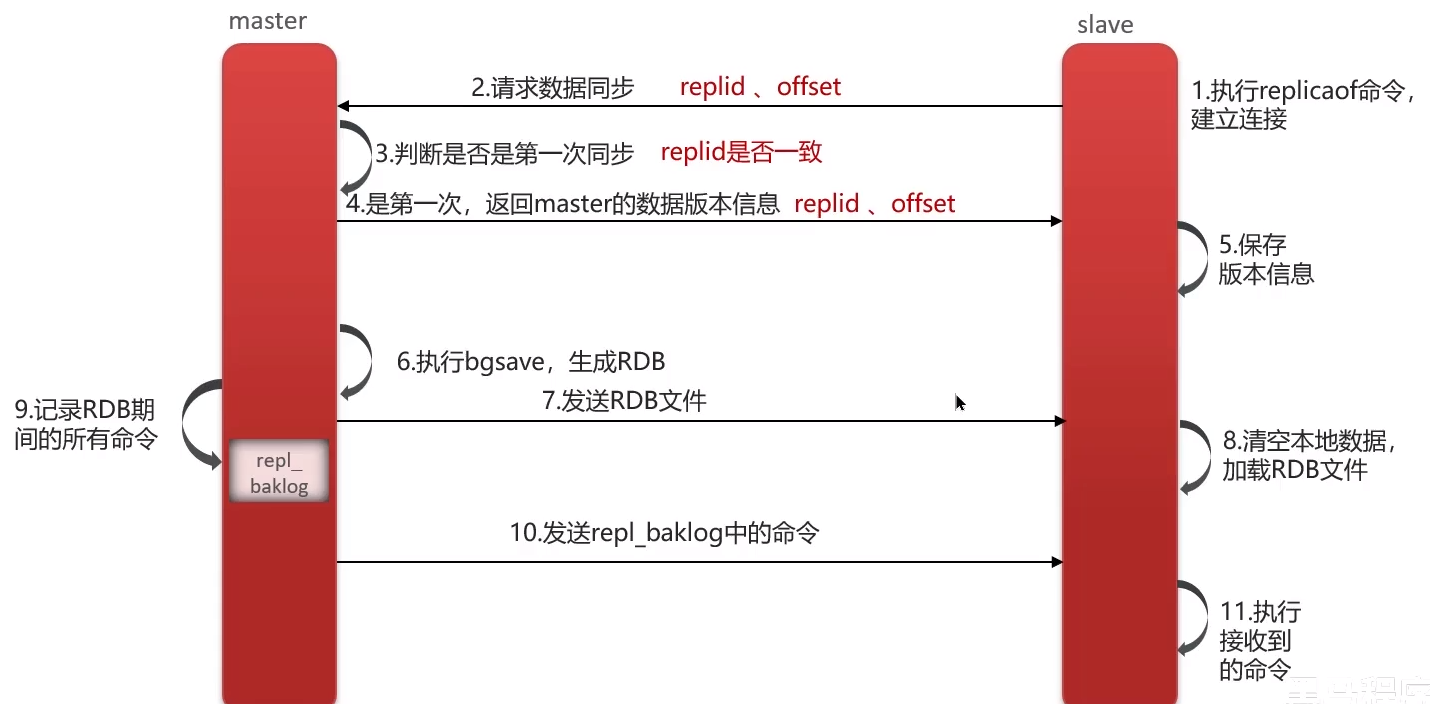 master
slave
2.请求数据同步 replid 、offset
1.执行replicaof命令，
建立连接
3.判断是否是第一次同步 replid是否一致
4.是第一次，返回master的数据版本信息 replid 、offset
5.保存
版本信息
6.执行bgsave，生成RDB
7.发送RDB文件
9.记录RDB期
间的所有命令
repl_
baklog
8.清空本地数据，
加载RDB文件
10.发送repl_baklog中的命令
11.执行
接收到
的命令